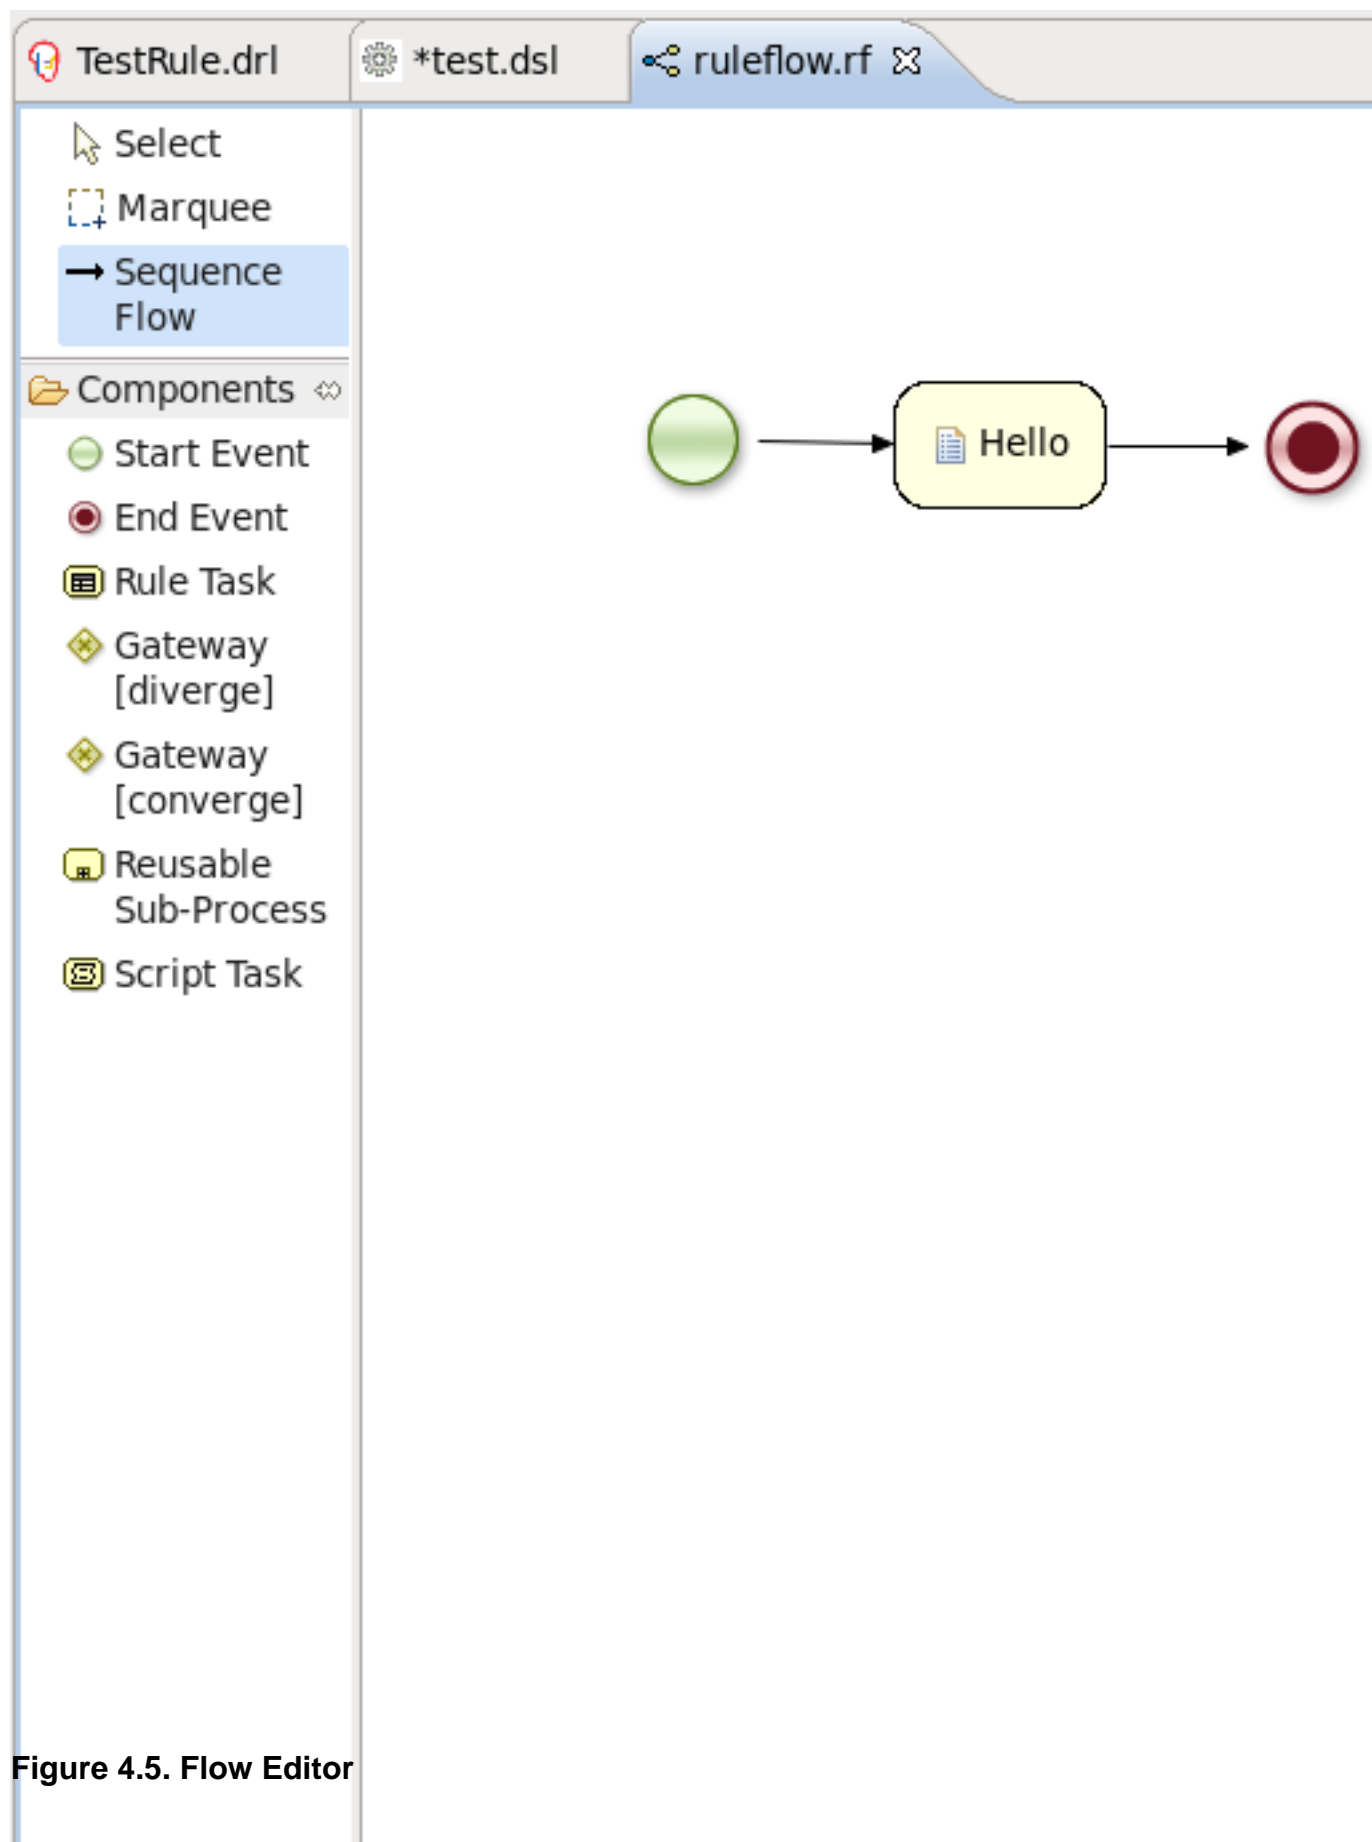 TestRule.drl *test.dsl ruleflow.rf
Select
Marquee
Sequence
Flow
Components
Start Event
End Event
Rule Task
Gateway
[diverge]
Gateway
[converge]
Reusable
Sub-Process
Script Task
Hello
Figure 4.5. Flow Editor